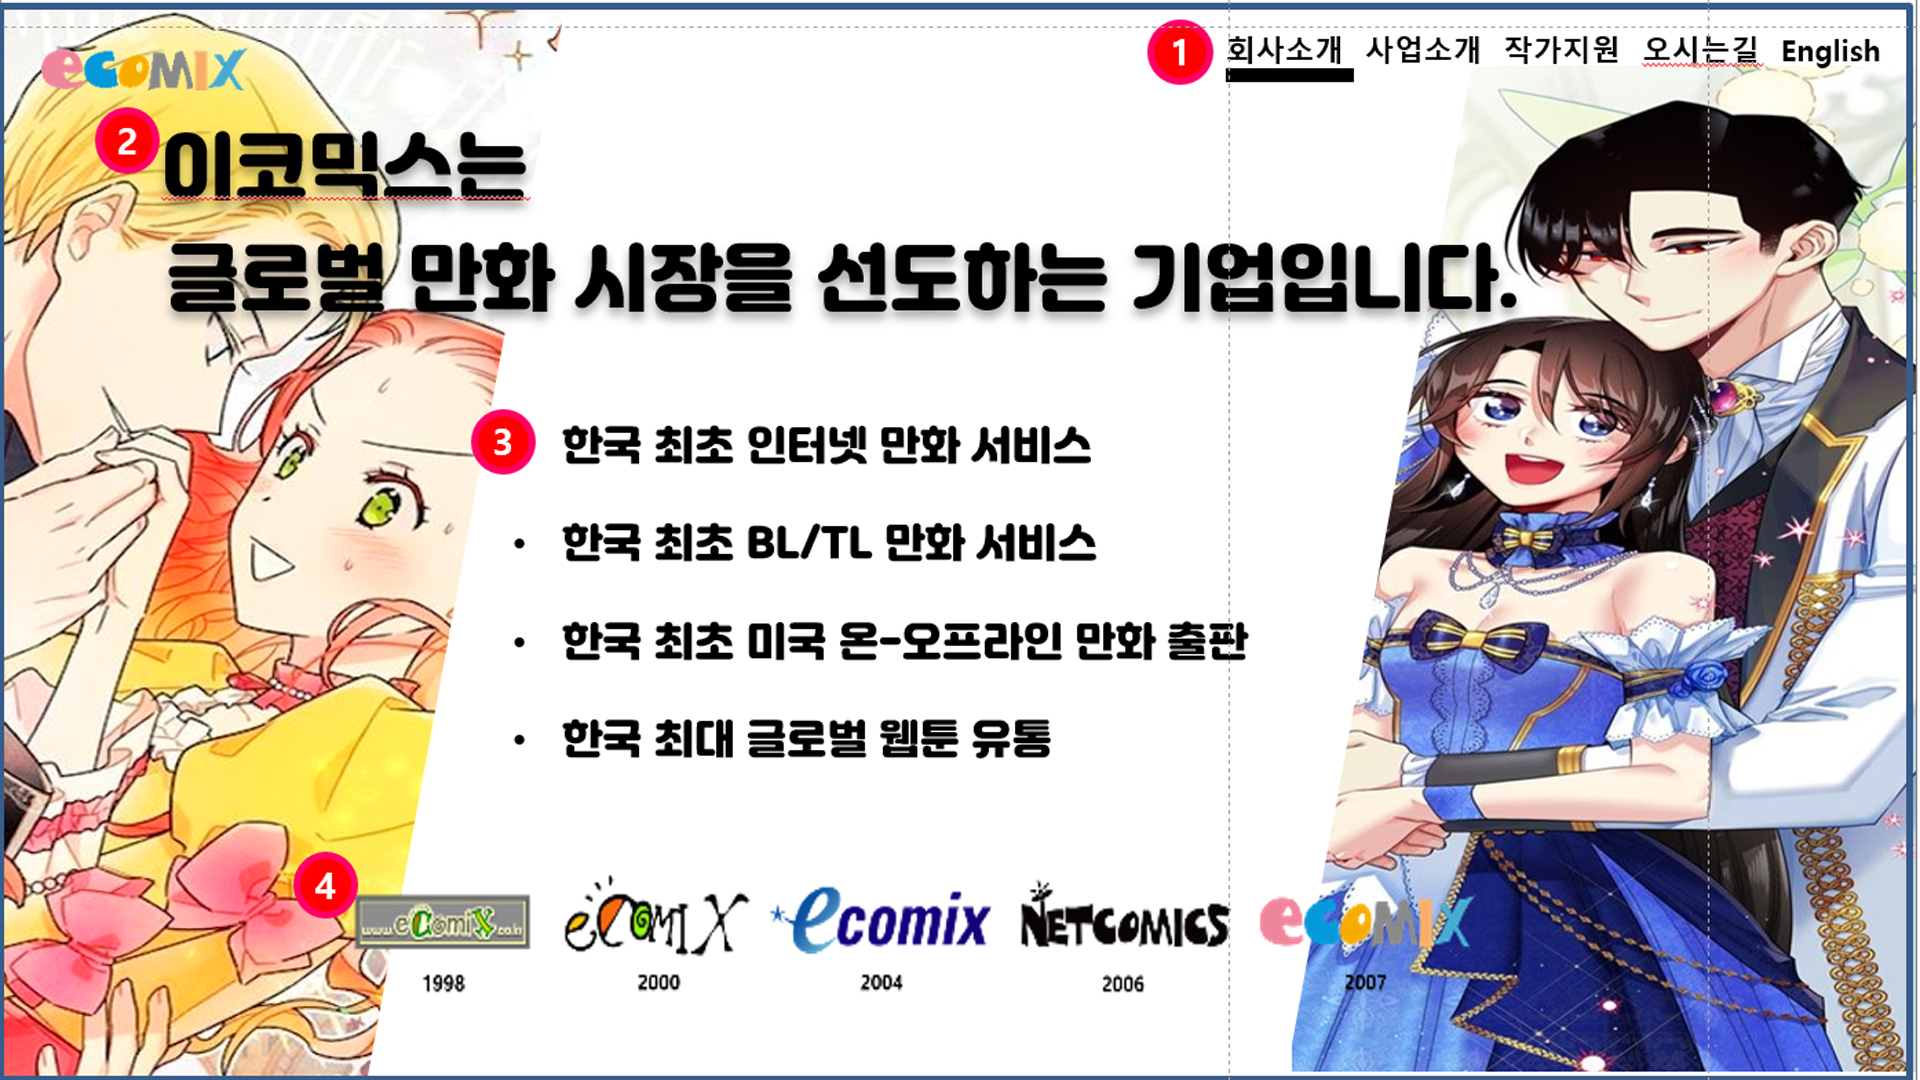 ecomix
1 회사소개 사업소개 작가지원 오시는길 English
2 이코믹스는
글로벌 만화 시장을 선도하는 기업입니다.
3 한국 최초 인터넷 만화 서비스
• 한국 최초 BL/TL 만화 서비스
• 한국 최초 미국 온-오프라인 만화 출판
• 한국 최대 글로벌 웹툰 유통
4 www.ecomix.co.kr ecomix ecomix NETCOMICS ecomix
1998 2000 2004 2006 2007